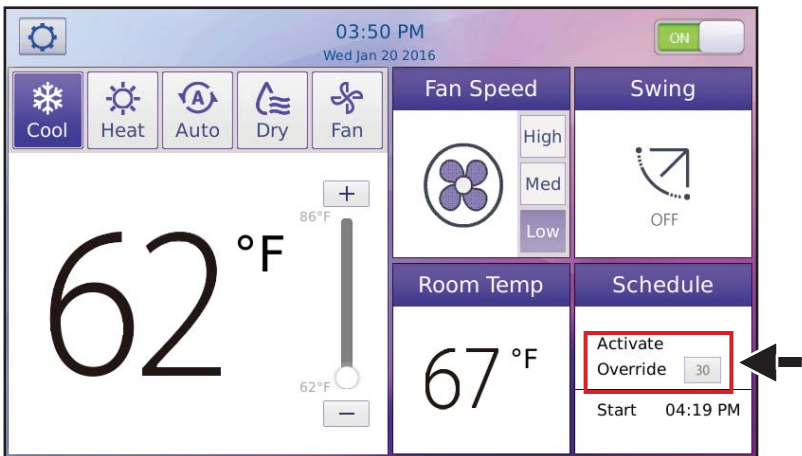 03:50 PM
Wed Jan 20 2016
ON
Cool
Heat
A
Auto
Dry
Fan
+
86°F
62 °F
62°F
−
Fan Speed
High
Med
Low
Swing
OFF
Room Temp
67 °F
Schedule
Activate
Override 30
Start 04:19 PM